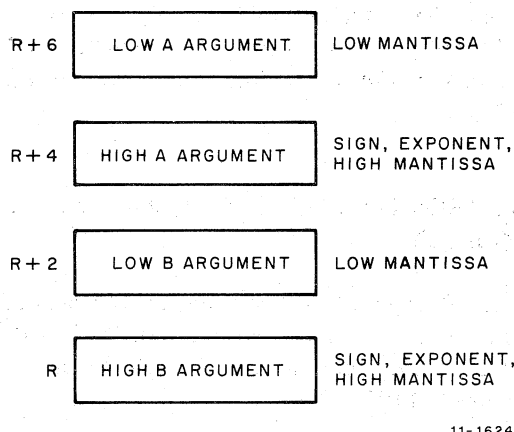 R+6 LOW A ARGUMENT LOW MANTISSA
R+4 HIGH A ARGUMENT SIGN, EXPONENT,
HIGH MANTISSA
R+2 LOW B ARGUMENT LOW MANTISSA
R HIGH B ARGUMENT SIGN, EXPONENT,
HIGH MANTISSA
11-1624